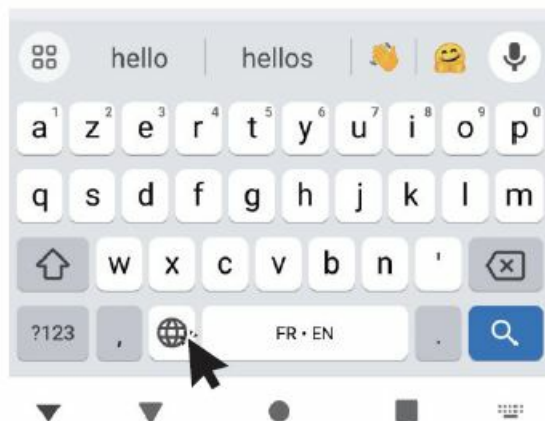 hello hellos
a1 z2 e3 r4 t5 y6 u7 i8 o9 p0
q s d f g h j k l m
w x c v b n '
?123 , FR • EN .